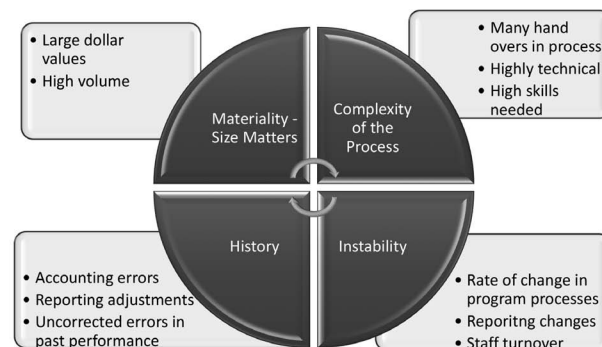 • Large dollar
values
• High volume
• Many hand
overs in process
• Highly technical
• High skills
needed
Materiality -
Size Matters
Complexity
of the
Process
History
Instability
• Accounting errors
• Reporting adjustments
• Uncorrected errors in
past performance
• Rate of change in
program processes
• Reporitng changes
• Staff turnover